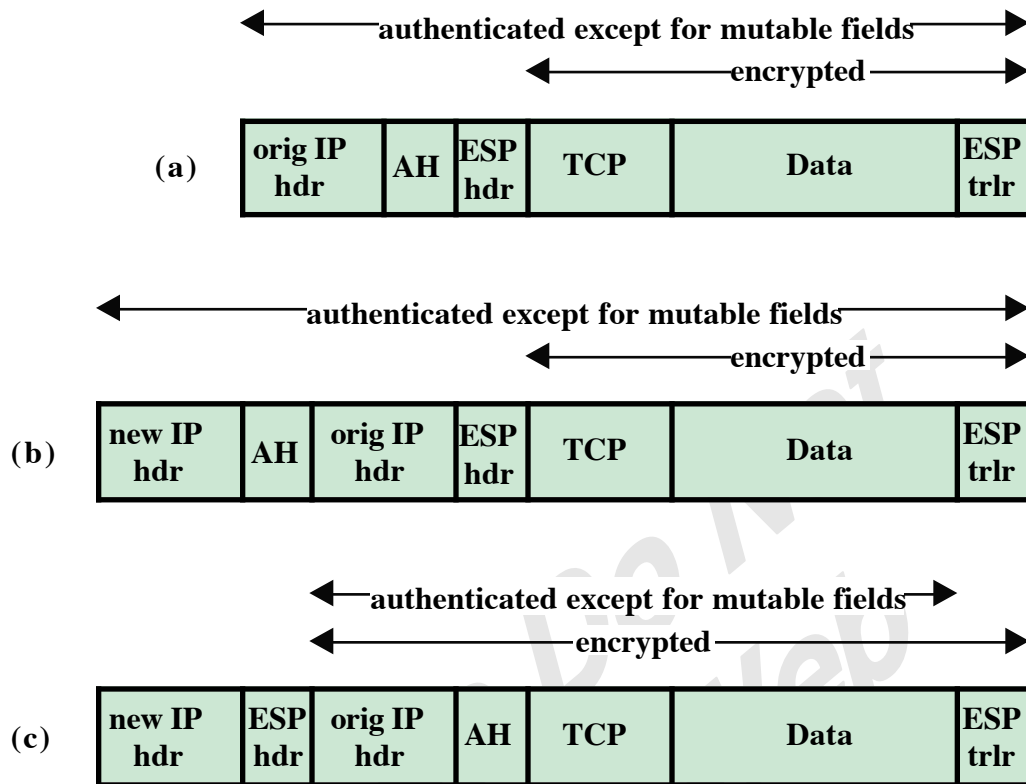 authenticated except for mutable fields
encrypted
(a)
orig IP
hdr
AH
ESP
hdr
TCP
Data
ESP
trlr
authenticated except for mutable fields
encrypted
(b)
new IP
hdr
AH
orig IP
hdr
ESP
hdr
TCP
Data
ESP
trlr
authenticated except for mutable fields
encrypted
(c)
new IP
hdr
ESP
hdr
orig IP
hdr
AH
TCP
Data
ESP
trlr